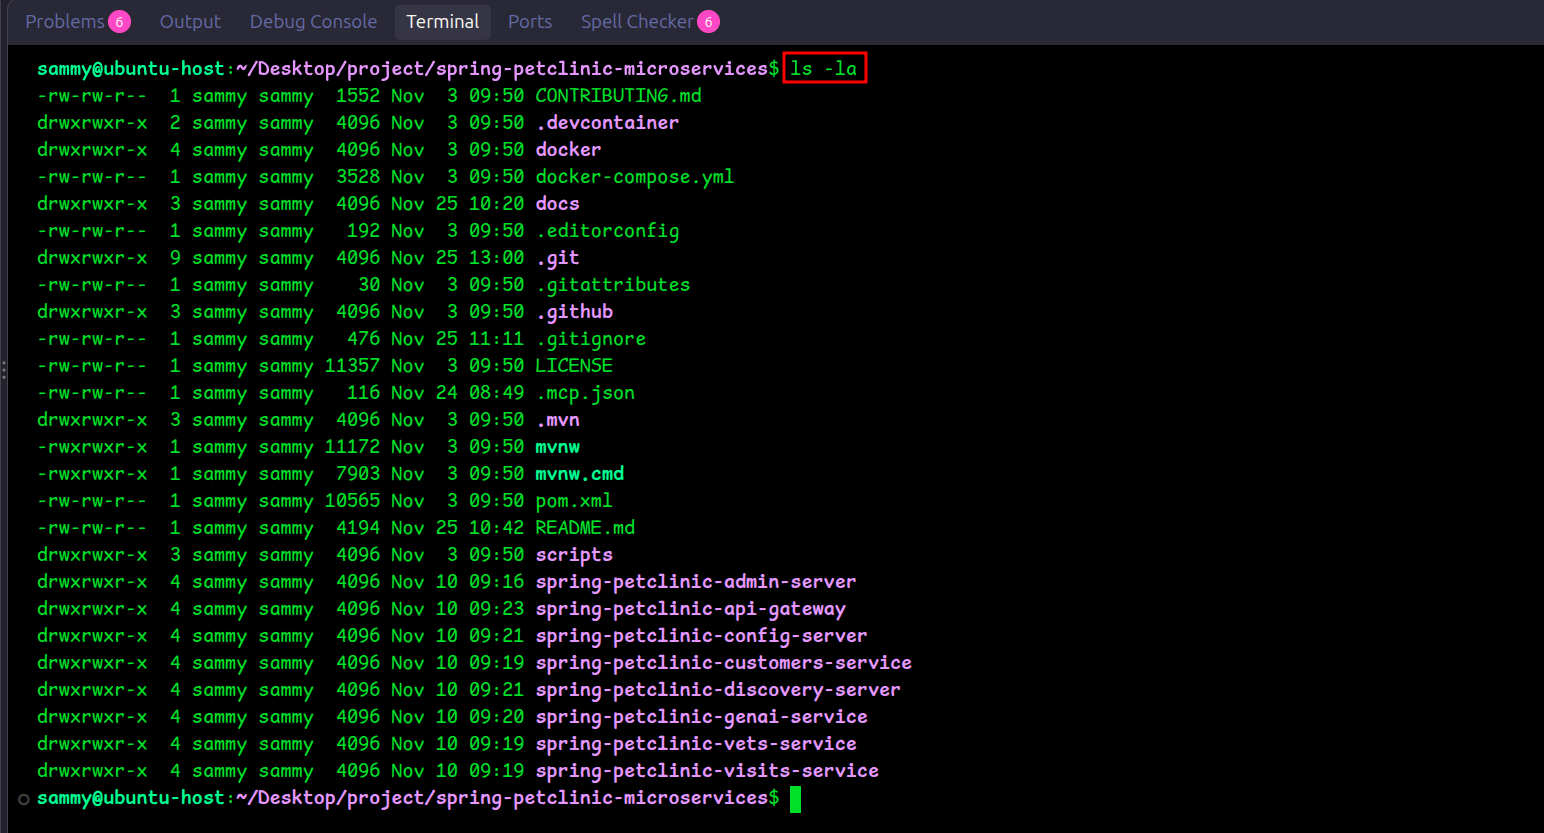 Problems 6 Output Debug Console Terminal Ports Spell Checker 6
sammy@ubuntu-host:~/Desktop/project/spring-petclinic-microservices$ ls -la
-rw-rw-r--  1 sammy sammy  1552 Nov  3 09:50 CONTRIBUTING.md
drwxrwxr-x  2 sammy sammy  4096 Nov  3 09:50 .devcontainer
drwxrwxr-x  4 sammy sammy  4096 Nov  3 09:50 docker
-rw-rw-r--  1 sammy sammy  3528 Nov  3 09:50 docker-compose.yml
drwxrwxr-x  3 sammy sammy  4096 Nov 25 10:20 docs
-rw-rw-r--  1 sammy sammy   192 Nov  3 09:50 .editorconfig
drwxrwxr-x  9 sammy sammy  4096 Nov 25 13:00 .git
-rw-rw-r--  1 sammy sammy    30 Nov  3 09:50 .gitattributes
drwxrwxr-x  3 sammy sammy  4096 Nov  3 09:50 .github
-rw-rw-r--  1 sammy sammy   476 Nov 25 11:11 .gitignore
-rw-rw-r--  1 sammy sammy 11357 Nov  3 09:50 LICENSE
-rw-rw-r--  1 sammy sammy   116 Nov 24 08:49 .mcp.json
drwxrwxr-x  3 sammy sammy  4096 Nov  3 09:50 .mvn
-rwxrwxr-x  1 sammy sammy 11172 Nov  3 09:50 mvnw
-rwxrwxr-x  1 sammy sammy  7903 Nov  3 09:50 mvnw.cmd
-rw-rw-r--  1 sammy sammy 10565 Nov  3 09:50 pom.xml
-rw-rw-r--  1 sammy sammy  4194 Nov 25 10:42 README.md
drwxrwxr-x  3 sammy sammy  4096 Nov  3 09:50 scripts
drwxrwxr-x  4 sammy sammy  4096 Nov 10 09:16 spring-petclinic-admin-server
drwxrwxr-x  4 sammy sammy  4096 Nov 10 09:23 spring-petclinic-api-gateway
drwxrwxr-x  4 sammy sammy  4096 Nov 10 09:21 spring-petclinic-config-server
drwxrwxr-x  4 sammy sammy  4096 Nov 10 09:19 spring-petclinic-customers-service
drwxrwxr-x  4 sammy sammy  4096 Nov 10 09:21 spring-petclinic-discovery-server
drwxrwxr-x  4 sammy sammy  4096 Nov 10 09:20 spring-petclinic-genai-service
drwxrwxr-x  4 sammy sammy  4096 Nov 10 09:19 spring-petclinic-vets-service
drwxrwxr-x  4 sammy sammy  4096 Nov 10 09:19 spring-petclinic-visits-service
sammy@ubuntu-host:~/Desktop/project/spring-petclinic-microservices$